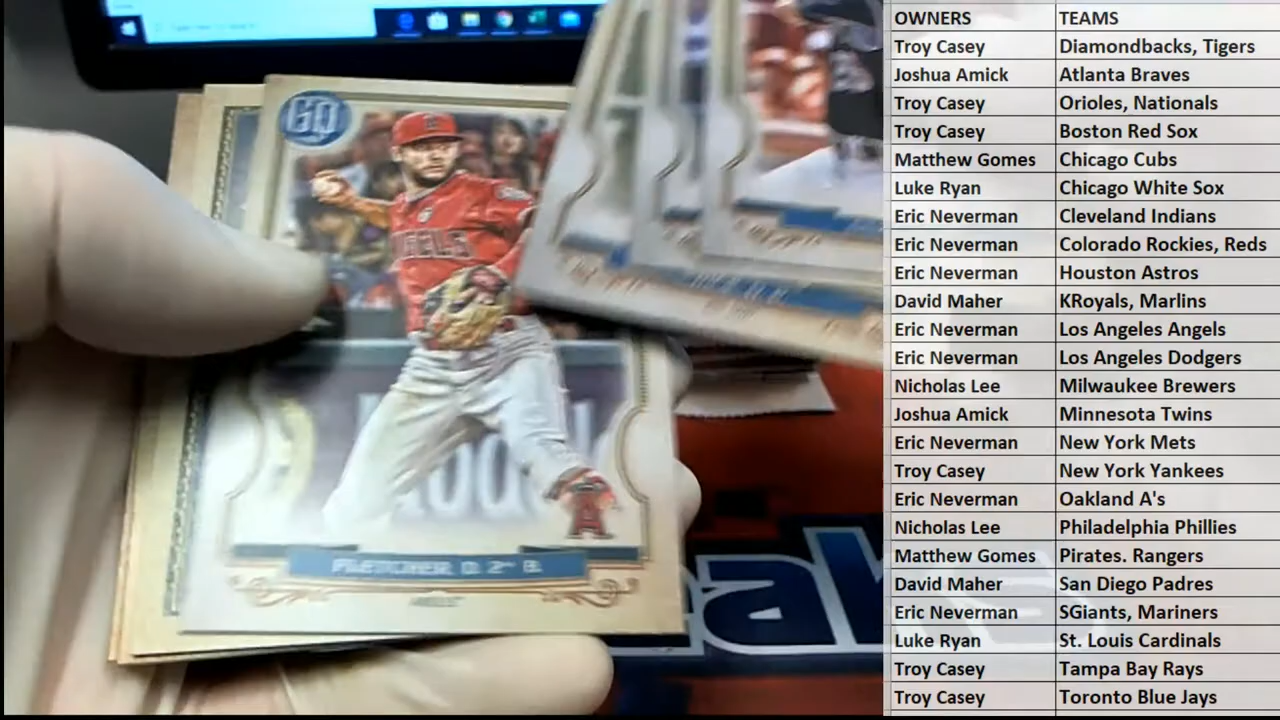 GQ
ANGELS
FLETCHER, D. 2ND B.
OWNERS TEAMS
Troy Casey Diamondbacks, Tigers
Joshua Amick Atlanta Braves
Troy Casey Orioles, Nationals
Troy Casey Boston Red Sox
Matthew Gomes Chicago Cubs
Luke Ryan Chicago White Sox
Eric Neverman Cleveland Indians
Eric Neverman Colorado Rockies, Reds
Eric Neverman Houston Astros
David Maher KRoyals, Marlins
Eric Neverman Los Angeles Angels
Eric Neverman Los Angeles Dodgers
Nicholas Lee Milwaukee Brewers
Joshua Amick Minnesota Twins
Eric Neverman New York Mets
Troy Casey New York Yankees
Eric Neverman Oakland A's
Nicholas Lee Philadelphia Phillies
Matthew Gomes Pirates. Rangers
David Maher San Diego Padres
Eric Neverman SGiants, Mariners
Luke Ryan St. Louis Cardinals
Troy Casey Tampa Bay Rays
Troy Casey Toronto Blue Jays